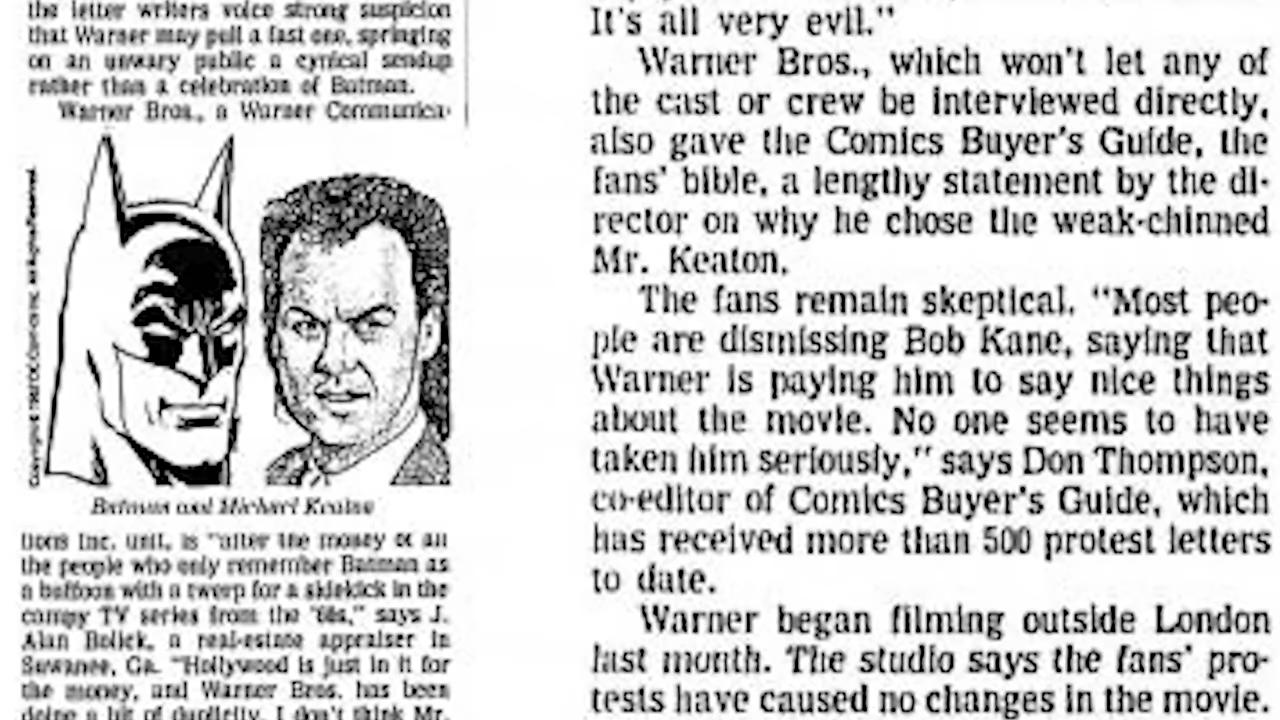 the letter writers voice strong suspicion
that Warner may pull a fast one, springing
on an unwary public a cynical sendup
rather than a celebration of Batman.
Warner Bros., a Warner Communica-
Batman and Michael Keaton
tions Inc. unit, is "after the money of all
the people who only remember Batman as
a buffoon with a twerp for a sidekick in the
campy TV series from the '60s," says J.
Alan Bolick, a real-estate appraiser in
Suwanee, Ga. "Hollywood is just in it for
the money, and Warner Bros. has been
doing a bit of duplicity. I don't think Mr.
It's all very evil."
Warner Bros., which won't let any of
the cast or crew be interviewed directly,
also gave the Comics Buyer's Guide, the
fans' bible, a lengthy statement by the di-
rector on why he chose the weak-chinned
Mr. Keaton.
The fans remain skeptical. "Most peo-
ple are dismissing Bob Kane, saying that
Warner is paying him to say nice things
about the movie. No one seems to have
taken him seriously," says Don Thompson,
co-editor of Comics Buyer's Guide, which
has received more than 500 protest letters
to date.
Warner began filming outside London
last month. The studio says the fans' pro-
tests have caused no changes in the movie.